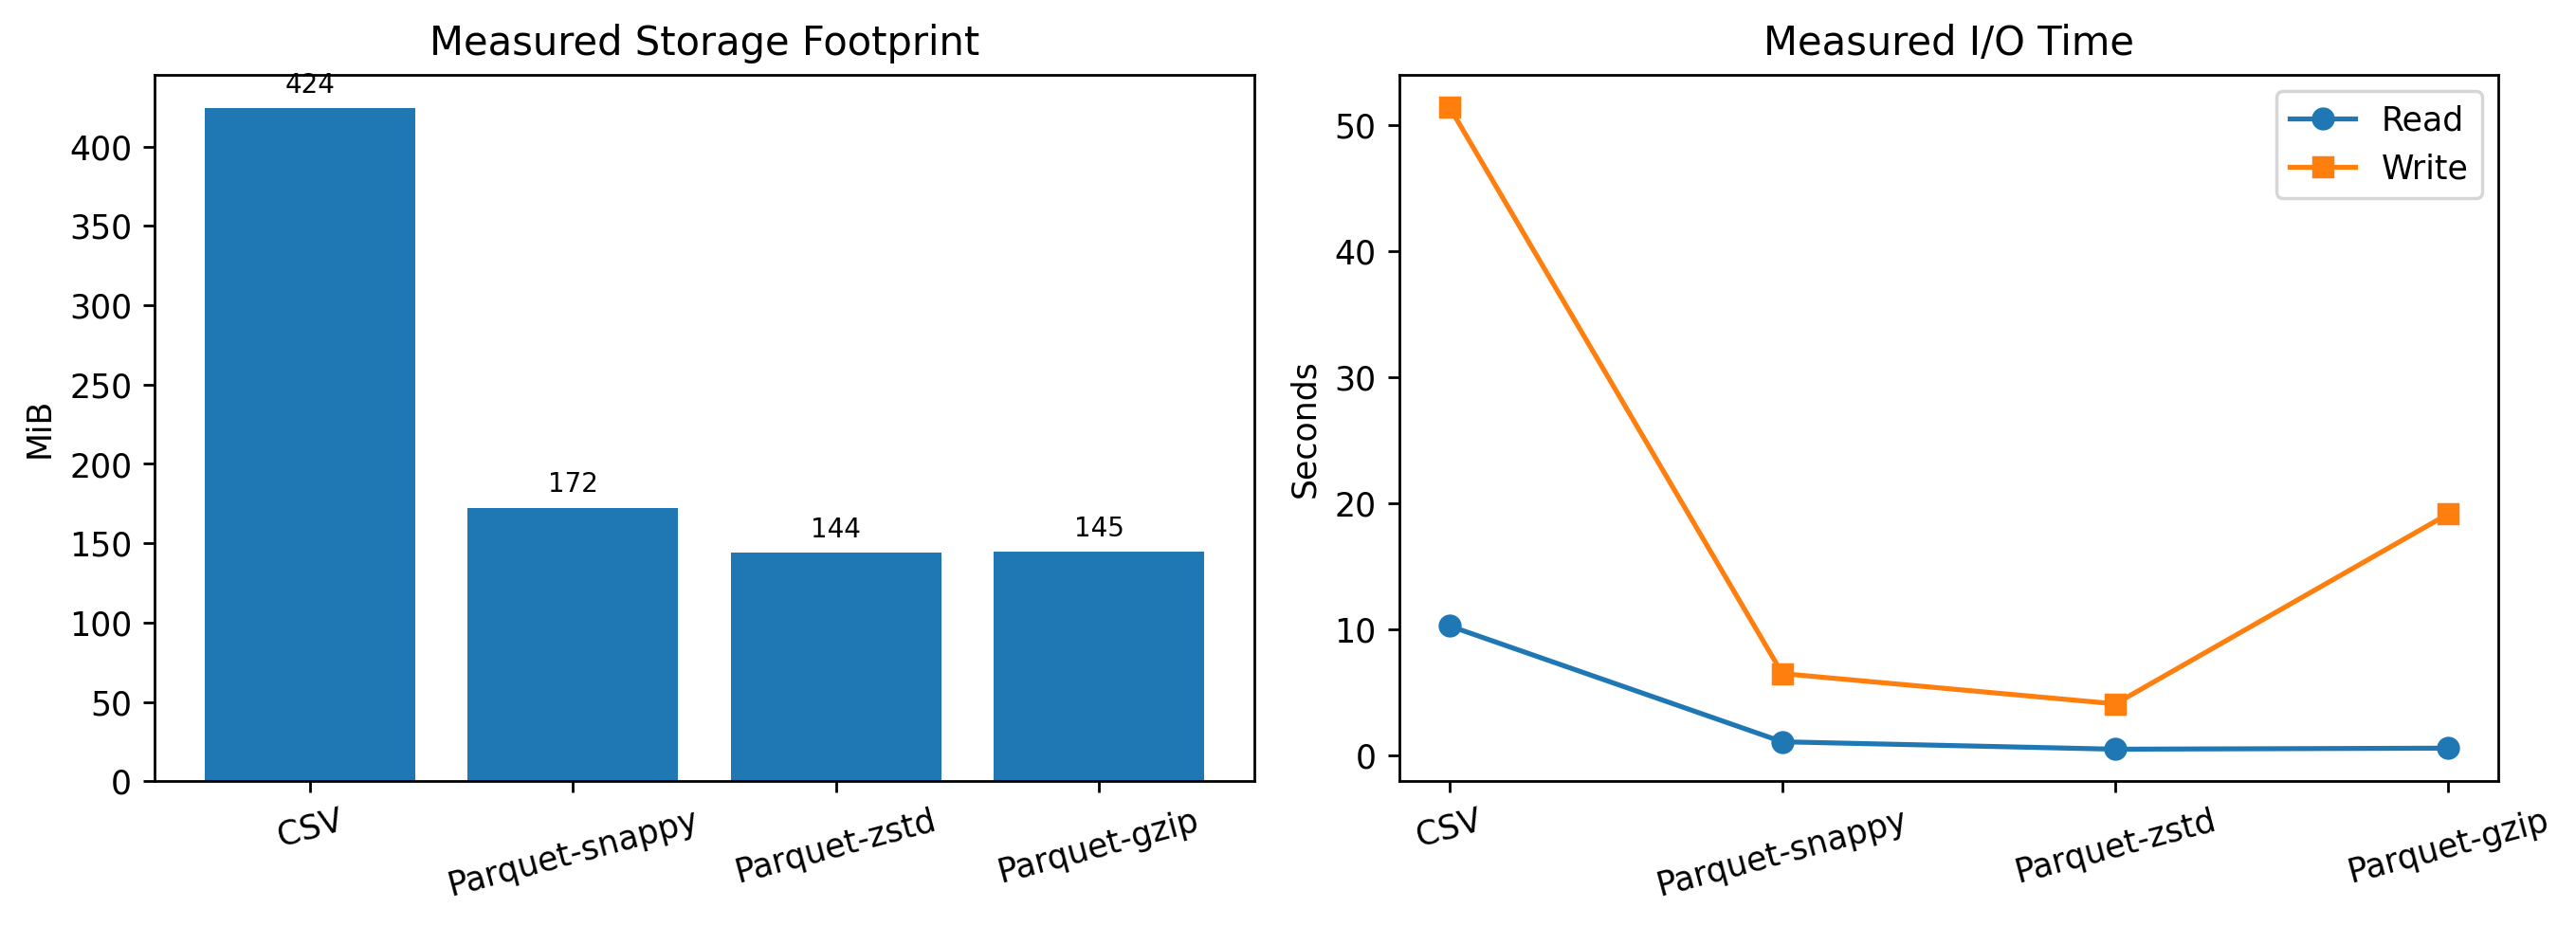 Measured Storage Footprint
MiB
400
350
300
250
200
150
100
50
0
424
172
144
145
CSV
Parquet-snappy
Parquet-zstd
Parquet-gzip
Measured I/O Time
Seconds
50
40
30
20
10
0
Read
Write
CSV
Parquet-snappy
Parquet-zstd
Parquet-gzip